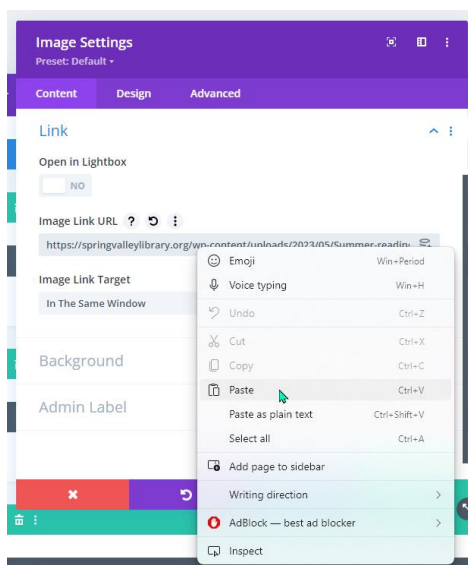 Image Settings
Preset: Default
Content Design Advanced
Link
Open in Lightbox
NO
Image Link URL ?
https://springvalleylibrary.org/wp-content/uploads/2023/05/Summer-reading
Image Link Target
In The Same Window
Background
Admin Label
Emoji Win+Period
Voice typing Win+H
Undo Ctrl+Z
Cut Ctrl+X
Copy Ctrl+C
Paste Ctrl+V
Paste as plain text Ctrl+Shift+V
Select all Ctrl+A
Add page to sidebar
Writing direction
AdBlock — best ad blocker
Inspect